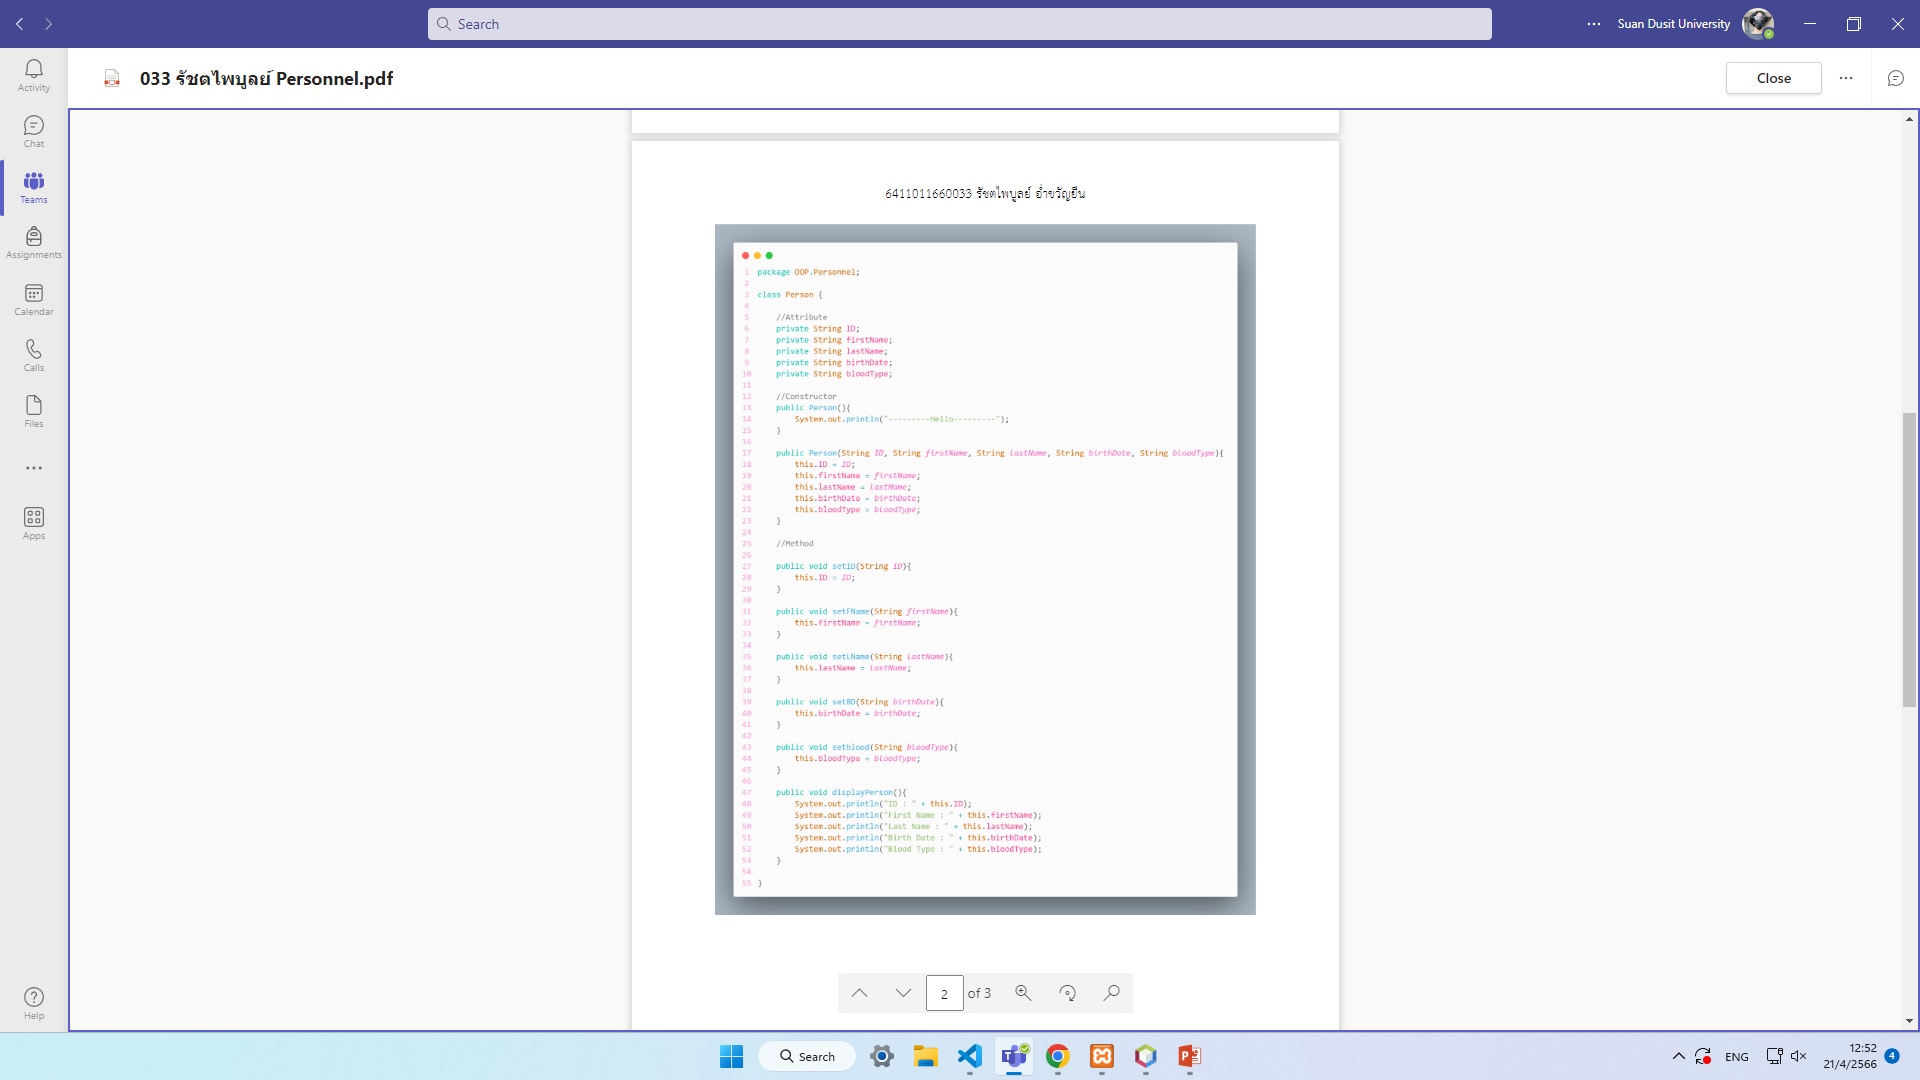 Search
Suan Dusit University
033 รัชตไพบูลย์ Personnel.pdf
Close
Activity
Chat
Teams
Assignments
Calendar
Calls
Files
Apps
Help
6411011660033 รัชตไพบูลย์ อ่ำขวัญยืน
1 package OOP.Personnel;
2
3 class Person {
4
5 //Attribute
6 private String ID;
7 private String firstName;
8 private String lastName;
9 private String birthDate;
10 private String bloodType;
11
12 //Constructor
13 public Person(){
14 System.out.println("---------Hello---------");
15 }
16
17 public Person(String ID, String firstName, String lastName, String birthDate, String bloodType){
18 this.ID = ID;
19 this.firstName = firstName;
20 this.lastName = lastName;
21 this.birthDate = birthDate;
22 this.bloodType = bloodType;
23 }
24
25 //Method
26
27 public void setID(String ID){
28 this.ID = ID;
29 }
30
31 public void setFName(String firstName){
32 this.firstName = firstName;
33 }
34
35 public void setLName(String lastName){
36 this.lastName = lastName;
37 }
38
39 public void setBD(String birthDate){
40 this.birthDate = birthDate;
41 }
42
43 public void setblood(String bloodType){
44 this.bloodType = bloodType;
45 }
46
47 public void displayPerson(){
48 System.out.println("ID : " + this.ID);
49 System.out.println("First Name : " + this.firstName);
50 System.out.println("Last Name : " + this.lastName);
51 System.out.println("Birth Date : " + this.birthDate);
52 System.out.println("Blood Type : " + this.bloodType);
53 }
54
55 }
2 of 3
Search
ENG
12:52
21/4/2566
4